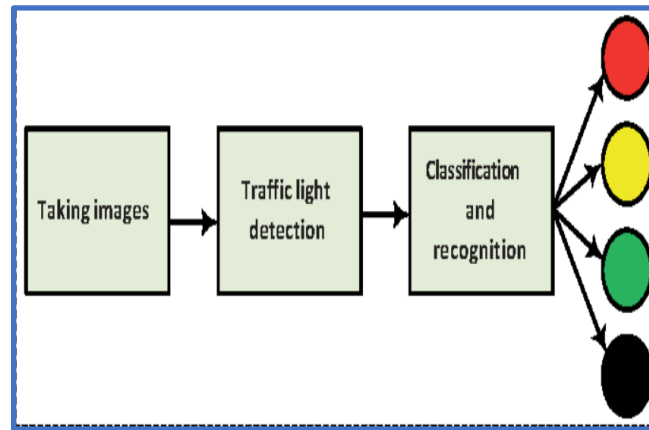 Taking images
Traffic light
detection
Classification
and
recognition